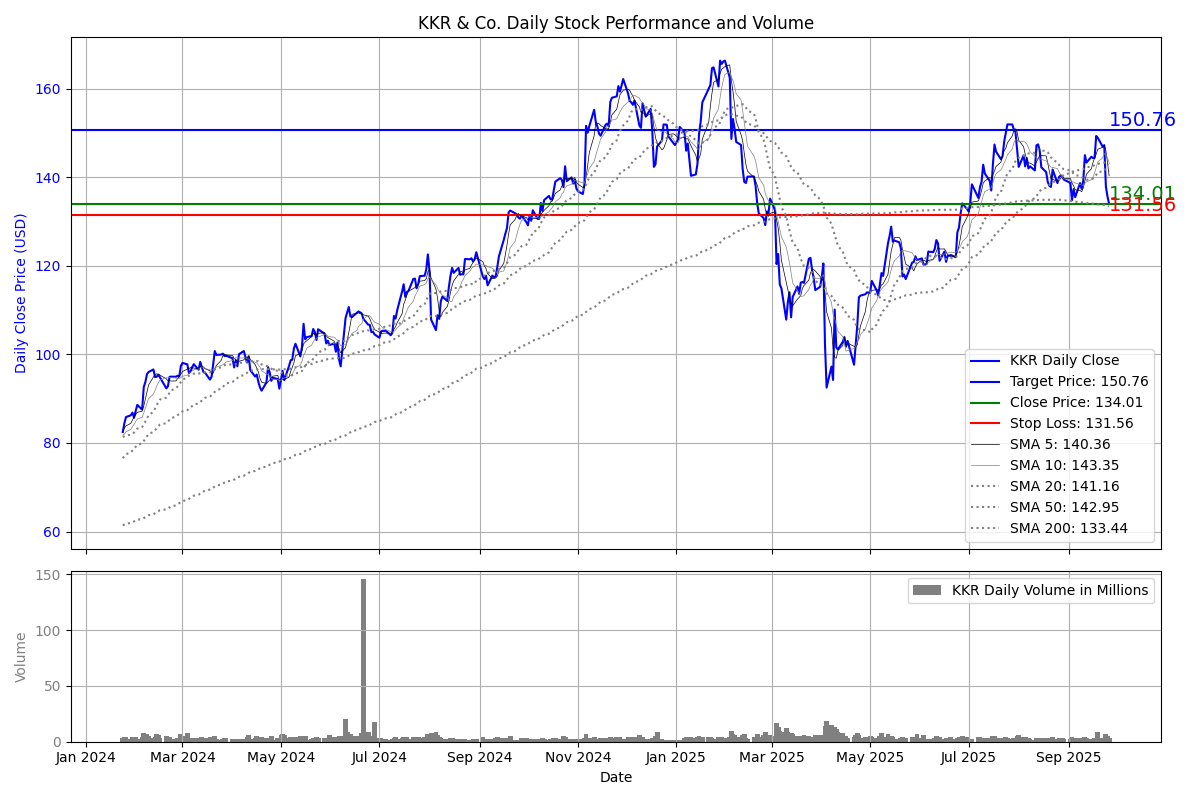 KKR & Co. Daily Stock Performance and Volume
Daily Close Price (USD)
160
140
120
100
80
60
150.76
134.01
131.56
KKR Daily Close
Target Price: 150.76
Close Price: 134.01
Stop Loss: 131.56
SMA 5: 140.36
SMA 10: 143.35
SMA 20: 141.16
SMA 50: 142.95
SMA 200: 133.44
Volume
150
100
50
0
KKR Daily Volume in Millions
Jan 2024 Mar 2024 May 2024 Jul 2024 Sep 2024 Nov 2024 Jan 2025 Mar 2025 May 2025 Jul 2025 Sep 2025
Date